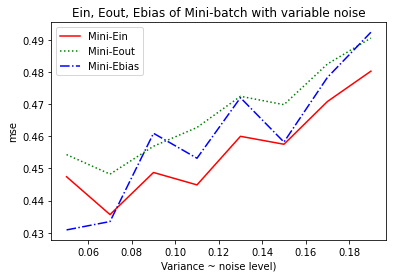 Ein, Eout, Ebias of Mini-batch with variable noise
Mini-Ein
Mini-Eout
Mini-Ebias
mse
0.49
0.48
0.47
0.46
0.45
0.44
0.43
0.06 0.08 0.10 0.12 0.14 0.16 0.18
Variance ~ noise level)